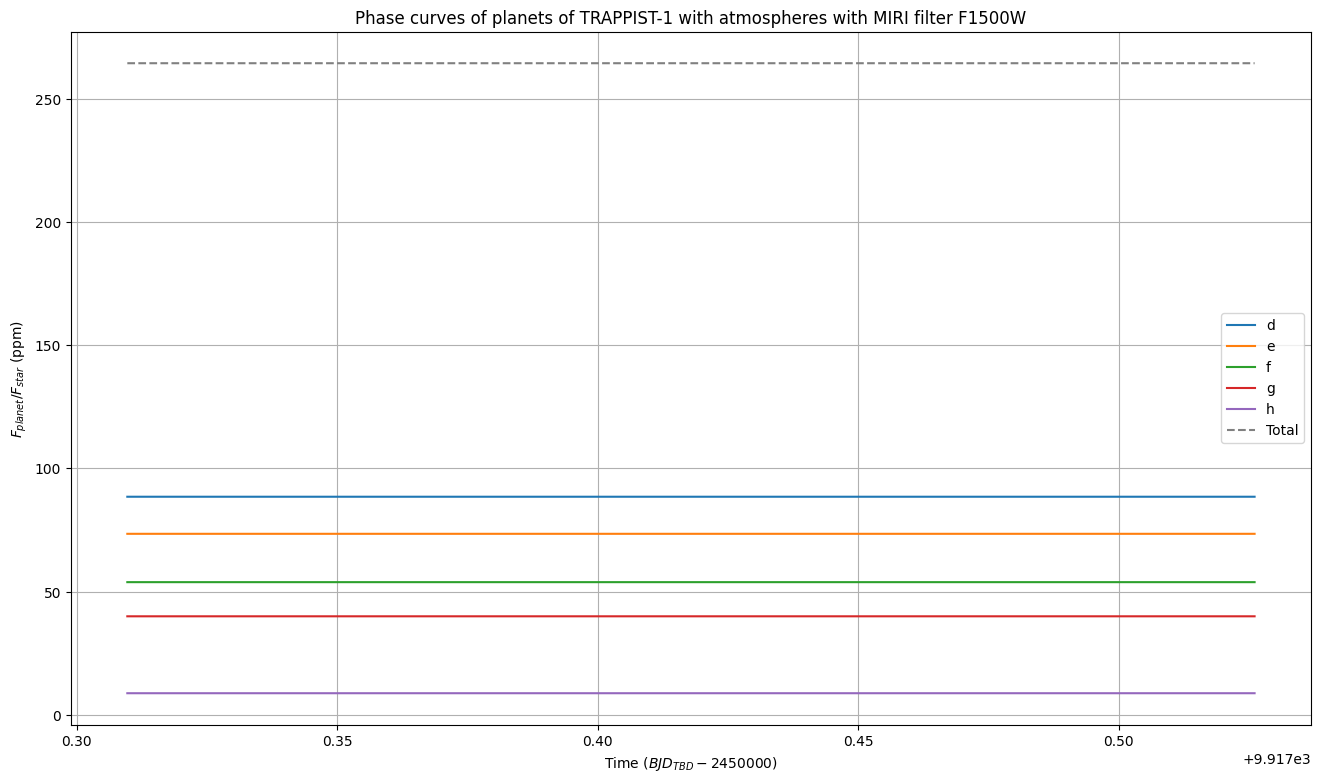 Phase curves of planets of TRAPPIST-1 with atmospheres with MIRI filter F1500W
F_planet/F_star (ppm)
250
200
150
100
50
0
d
e
f
g
h
Total
0.30 0.35 0.40 0.45 0.50
+9.917e3
Time (BJD_TBD − 2450000)